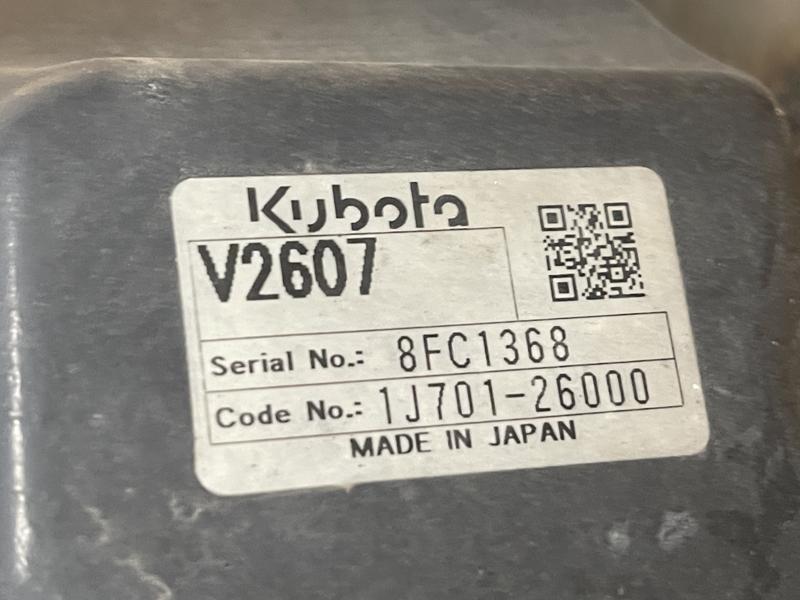 Kubota
V2607
Serial No.: 8FC1368
Code No.: 1J701-26000
MADE IN JAPAN